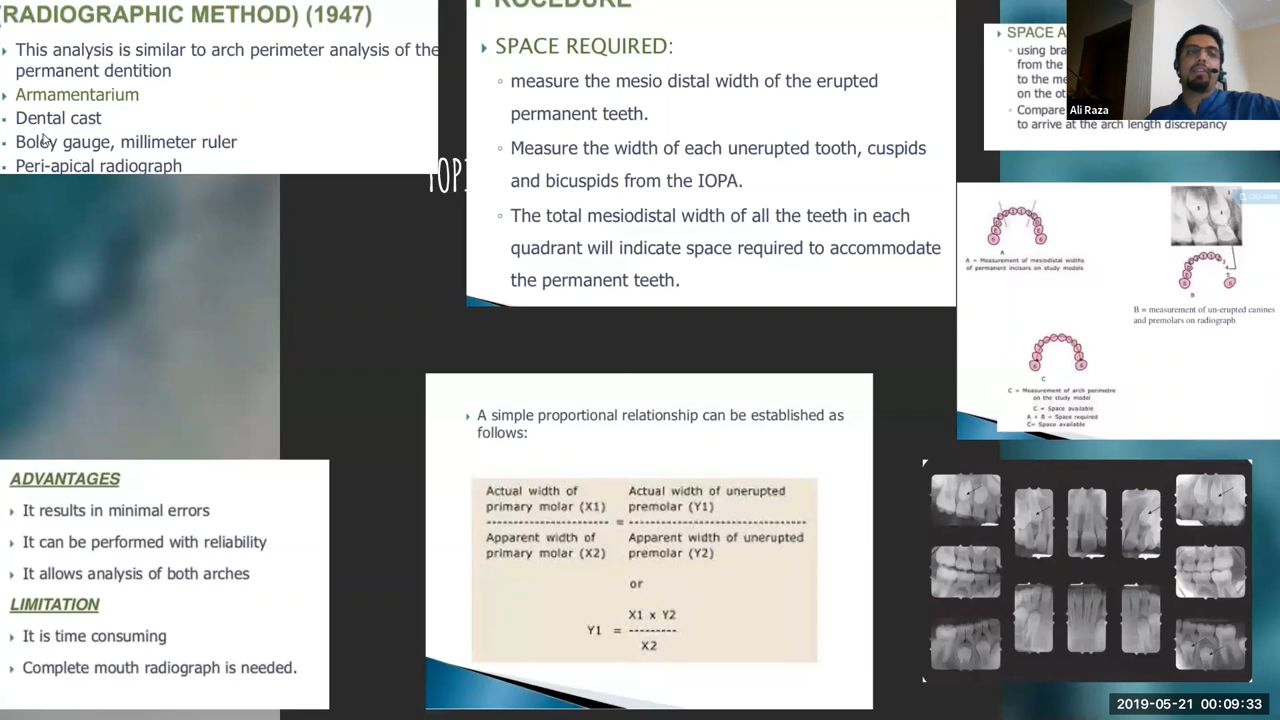 (RADIOGRAPHIC METHOD) (1947)
This analysis is similar to arch perimeter analysis of the
permanent dentition
Armamentarium
Dental cast
Boley gauge, millimeter ruler
Peri-apical radiograph
TOPI
PROCEDURE
SPACE REQUIRED:
measure the mesio distal width of the erupted
permanent teeth.
Measure the width of each unerupted tooth, cuspids
and bicuspids from the IOPA.
The total mesiodistal width of all the teeth in each
quadrant will indicate space required to accommodate
the permanent teeth.
SPACE A
using bra
from the
to the me
on the ot
Compare
to arrive at the arch length discrepancy
Ali Raza
A
A = Measurement of mesiodistal widths
of permanent incisors on study models
B
B = measurement of un-erupted canines
and premolars on radiograph
C
C = Measurement of arch perimetre
on the study model
C = Space available
A + B = Space required
C= Space available
ADVANTAGES
It results in minimal errors
It can be performed with reliability
It allows analysis of both arches
LIMITATION
It is time consuming
Complete mouth radiograph is needed.
A simple proportional relationship can be established as
follows:
Actual width of Actual width of unerupted
primary molar (X1) premolar (Y1)
---------------------- = --------------------------------
Apparent width of Apparent width of unerupted
primary molar (X2) premolar (Y2)
or
X1 x Y2
Y1 = ---------
X2
2019-05-21 00:09:33